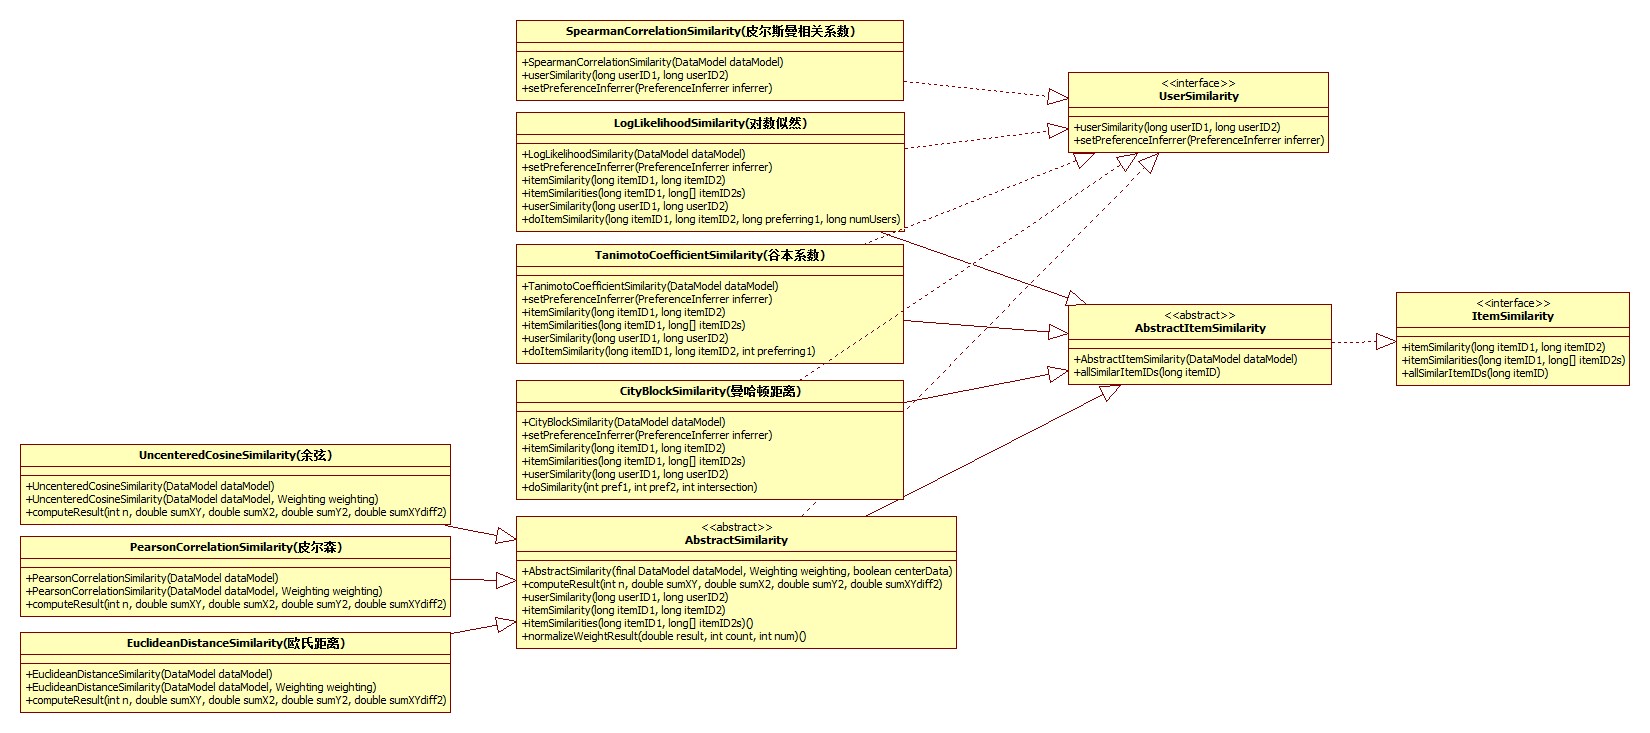 SpearmanCorrelationSimilarity(皮尔斯曼相关系数)
+SpearmanCorrelationSimilarity(DataModel dataModel)
+userSimilarity(long userID1, long userID2)
+setPreferenceInferrer(PreferenceInferrer inferrer)
<<interface>>
UserSimilarity
+userSimilarity(long userID1, long userID2)
+setPreferenceInferrer(PreferenceInferrer inferrer)
LogLikelihoodSimilarity(对数似然)
+LogLikelihoodSimilarity(DataModel dataModel)
+setPreferenceInferrer(PreferenceInferrer inferrer)
+itemSimilarity(long itemID1, long itemID2)
+itemSimilarities(long itemID1, long[] itemID2s)
+userSimilarity(long userID1, long userID2)
+doItemSimilarity(long itemID1, long itemID2, long preferring1, long numUsers)
TanimotoCoefficientSimilarity(谷本系数)
+TanimotoCoefficientSimilarity(DataModel dataModel)
+setPreferenceInferrer(PreferenceInferrer inferrer)
+itemSimilarity(long itemID1, long itemID2)
+itemSimilarities(long itemID1, long[] itemID2s)
+userSimilarity(long userID1, long userID2)
+doItemSimilarity(long itemID1, long itemID2, int preferring1)
<<abstract>>
AbstractItemSimilarity
+AbstractItemSimilarity(DataModel dataModel)
+allSimilarItemIDs(long itemID)
<<interface>>
ItemSimilarity
+itemSimilarity(long itemID1, long itemID2)
+itemSimilarities(long itemID1, long[] itemID2s)
+allSimilarItemIDs(long itemID)
CityBlockSimilarity(曼哈顿距离)
+CityBlockSimilarity(DataModel dataModel)
+setPreferenceInferrer(PreferenceInferrer inferrer)
+itemSimilarity(long itemID1, long itemID2)
+itemSimilarities(long itemID1, long[] itemID2s)
+userSimilarity(long userID1, long userID2)
+doSimilarity(int pref1, int pref2, int intersection)
UncenteredCosineSimilarity(余弦)
+UncenteredCosineSimilarity(DataModel dataModel)
+UncenteredCosineSimilarity(DataModel dataModel, Weighting weighting)
+computeResult(int n, double sumXY, double sumX2, double sumY2, double sumXYdiff2)
PearsonCorrelationSimilarity(皮尔森)
+PearsonCorrelationSimilarity(DataModel dataModel)
+PearsonCorrelationSimilarity(DataModel dataModel, Weighting weighting)
+computeResult(int n, double sumXY, double sumX2, double sumY2, double sumXYdiff2)
EuclideanDistanceSimilarity(欧氏距离)
+EuclideanDistanceSimilarity(DataModel dataModel)
+EuclideanDistanceSimilarity(DataModel dataModel, Weighting weighting)
+computeResult(int n, double sumXY, double sumX2, double sumY2, double sumXYdiff2)
<<abstract>>
AbstractSimilarity
+AbstractSimilarity(final DataModel dataModel, Weighting weighting, boolean centerData)
+computeResult(int n, double sumXY, double sumX2, double sumY2, double sumXYdiff2)
+userSimilarity(long userID1, long userID2)
+itemSimilarity(long itemID1, long itemID2)
+itemSimilarities(long itemID1, long[] itemID2s)()
+normalizeWeightResult(double result, int count, int num)()